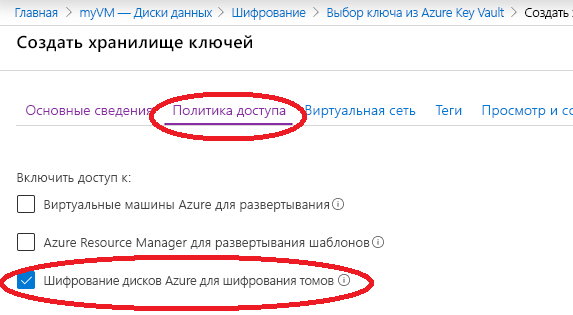 Главная > myVM — Диски данных > Шифрование > Выбор ключа из Azure Key Vault > Создать
Создать хранилище ключей
Основные сведения Политика доступа Виртуальная сеть Теги Просмотр и со
Включить доступ к:
Виртуальные машины Azure для развертывания
Azure Resource Manager для развертывания шаблонов
Шифрование дисков Azure для шифрования томов